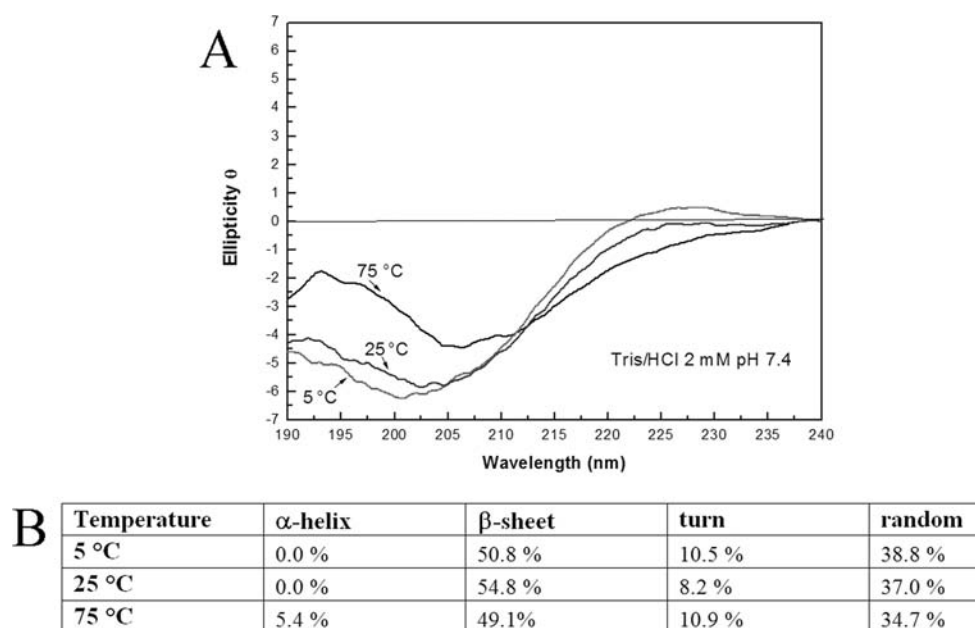 A
7
6
5
4
3
2
1
0
-1
-2
-3
-4
-5
-6
-7
Ellipticity θ
75 °C
25 °C
5 °C
Tris/HCl 2 mM pH 7.4
190 195 200 205 210 215 220 225 230 235 240
Wavelength (nm)
B
Temperature α-helix β-sheet turn random
5 °C 0.0 % 50.8 % 10.5 % 38.8 %
25 °C 0.0 % 54.8 % 8.2 % 37.0 %
75 °C 5.4 % 49.1% 10.9 % 34.7 %